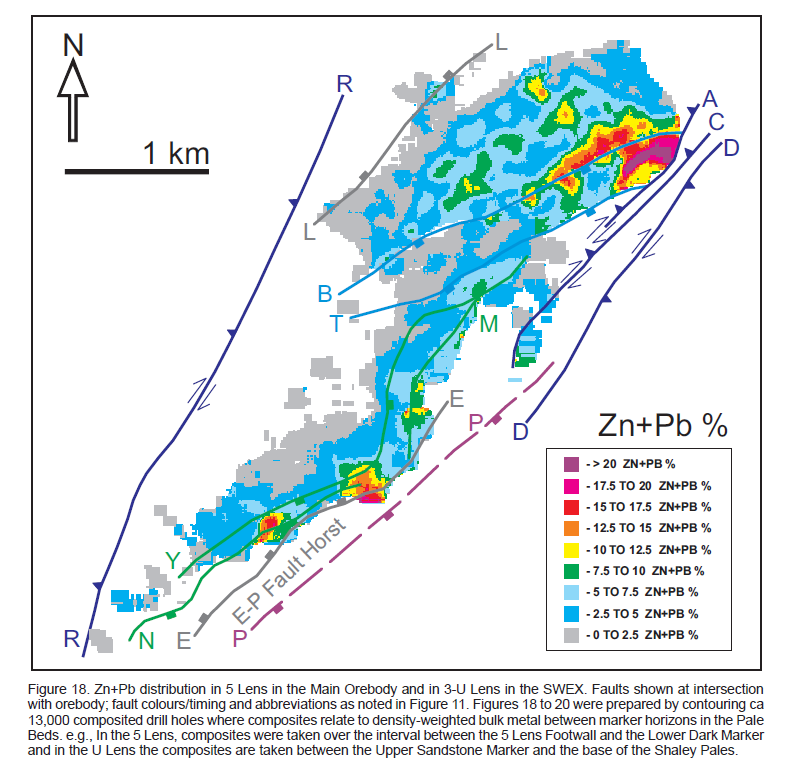 N
1 km
R
L
A
C
D
L
B
T
M
E
P
D
Y
E-P Fault Horst
R
N
E
P
Zn+Pb %
- > 20 ZN+PB %
- 17.5 TO 20 ZN+PB %
- 15 TO 17.5 ZN+PB %
- 12.5 TO 15 ZN+PB %
- 10 TO 12.5 ZN+PB %
- 7.5 TO 10 ZN+PB %
- 5 TO 7.5 ZN+PB %
- 2.5 TO 5 ZN+PB %
- 0 TO 2.5 ZN+PB %
Figure 18. Zn+Pb distribution in 5 Lens in the Main Orebody and in 3-U Lens in the SWEX. Faults shown at intersection
with orebody; fault colours/timing and abbreviations as noted in Figure 11. Figures 18 to 20 were prepared by contouring ca
13,000 composited drill holes where composites relate to density-weighted bulk metal between marker horizons in the Pale
Beds. e.g., In the 5 Lens, composites were taken over the interval between the 5 Lens Footwall and the Lower Dark Marker
and in the U Lens the composites are taken between the Upper Sandstone Marker and the base of the Shaley Pales.